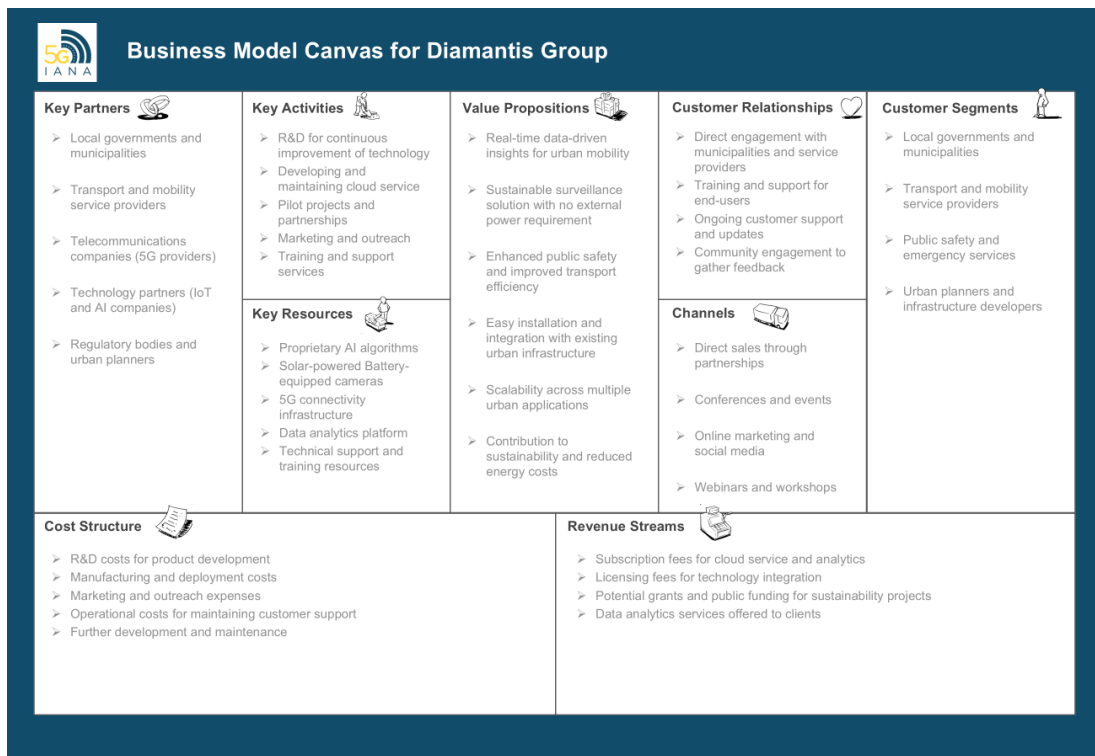 5G
IANA
Business Model Canvas for Diamantis Group
Key Partners
➢ Local governments and
municipalities
➢ Transport and mobility
service providers
➢ Telecommunications
companies (5G providers)
➢ Technology partners (IoT
and AI companies)
➢ Regulatory bodies and
urban planners
Key Activities
➢ R&D for continuous
improvement of technology
➢ Developing and
maintaining cloud service
➢ Pilot projects and
partnerships
➢ Marketing and outreach
➢ Training and support
services
Key Resources
➢ Proprietary AI algorithms
➢ Solar-powered Battery-
equipped cameras
➢ 5G connectivity
infrastructure
➢ Data analytics platform
➢ Technical support and
training resources
Value Propositions
➢ Real-time data-driven
insights for urban mobility
➢ Sustainable surveillance
solution with no external
power requirement
➢ Enhanced public safety
and improved transport
efficiency
➢ Easy installation and
integration with existing
urban infrastructure
➢ Scalability across multiple
urban applications
➢ Contribution to
sustainability and reduced
energy costs
Customer Relationships
➢ Direct engagement with
municipalities and service
providers
➢ Training and support for
end-users
➢ Ongoing customer support
and updates
➢ Community engagement to
gather feedback
Channels
➢ Direct sales through
partnerships
➢ Conferences and events
➢ Online marketing and
social media
➢ Webinars and workshops
Customer Segments
➢ Local governments and
municipalities
➢ Transport and mobility
service providers
➢ Public safety and
emergency services
➢ Urban planners and
infrastructure developers
Cost Structure
➢ R&D costs for product development
➢ Manufacturing and deployment costs
➢ Marketing and outreach expenses
➢ Operational costs for maintaining customer support
➢ Further development and maintenance
Revenue Streams
➢ Subscription fees for cloud service and analytics
➢ Licensing fees for technology integration
➢ Potential grants and public funding for sustainability projects
➢ Data analytics services offered to clients